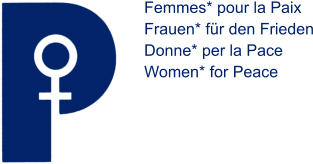 Femmes* pour la Paix
Frauen* für den Frieden
Donne* per la Pace
Women* for Peace